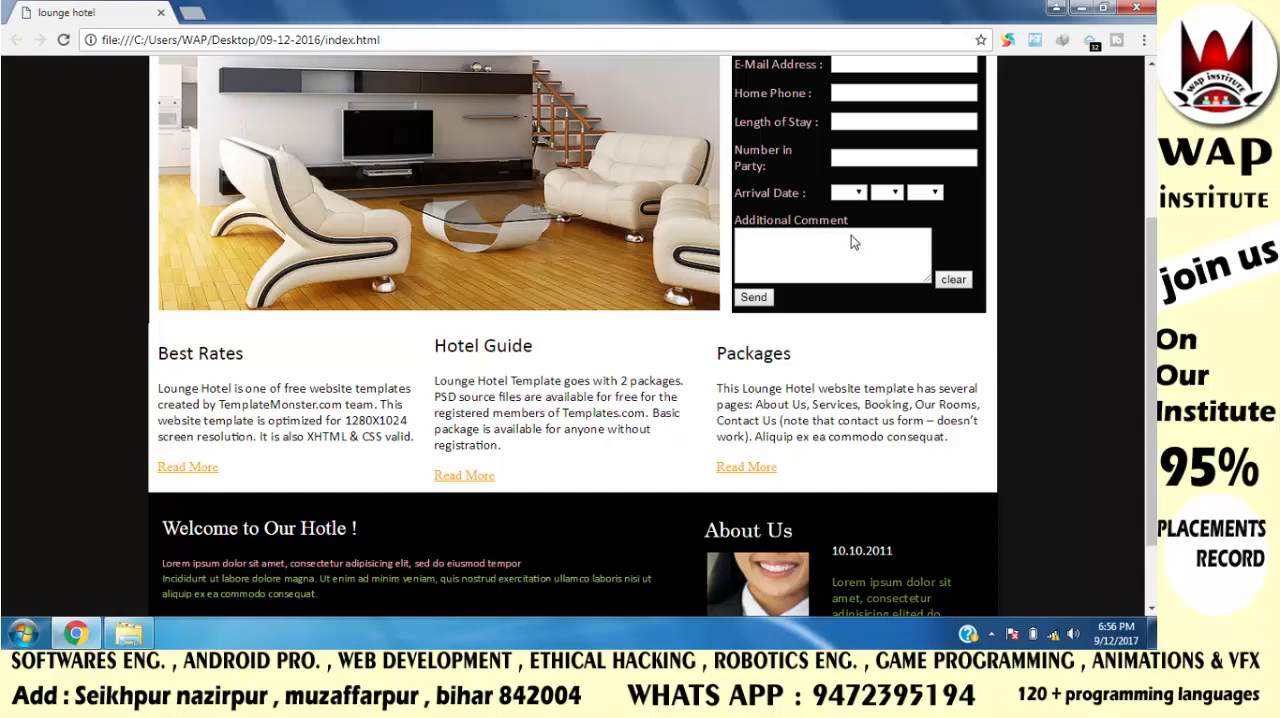 lounge hotel
file:///C:/Users/WAP/Desktop/09-12-2016/index.html
32
E-Mail Address :
Home Phone :
Length of Stay :
Number in
Party:
Arrival Date :
Additional Comment
clear
Send
Best Rates
Lounge Hotel is one of free website templates
created by TemplateMonster.com team. This
website template is optimized for 1280X1024
screen resolution. It is also XHTML & CSS valid.
Read More
Hotel Guide
Lounge Hotel Template goes with 2 packages.
PSD source files are available for free for the
registered members of Templates.com. Basic
package is available for anyone without
registration.
Read More
Packages
This Lounge Hotel website template has several
pages: About Us, Services, Booking, Our Rooms,
Contact Us (note that contact us form – doesn't
work). Aliquip ex ea commodo consequat.
Read More
Welcome to Our Hotle !
Lorem ipsum dolor sit amet, consectetur adipisicing elit, sed do eiusmod tempor
Incididunt ut labore dolore magna. Ut enim ad minim veniam, quis nostrud exercitation ullamco laboris nisi ut
aliquip ex ea commodo consequat.
About Us
10.10.2011
Lorem ipsum dolor sit
amet, consectetur
adipisicing elited do
6:56 PM
9/12/2017
WAP INSTITUTE
WAP
INSTITUTE
join us
On
Our
Institute
95%
PLACEMENTS
RECORD
SOFTWARES ENG. , ANDROID PRO. , WEB DEVELOPMENT , ETHICAL HACKING , ROBOTICS ENG. , GAME PROGRAMMING , ANIMATIONS & VFX
Add : Seikhpur nazirpur , muzaffarpur , bihar 842004 WHATS APP : 9472395194 120 + programming languages